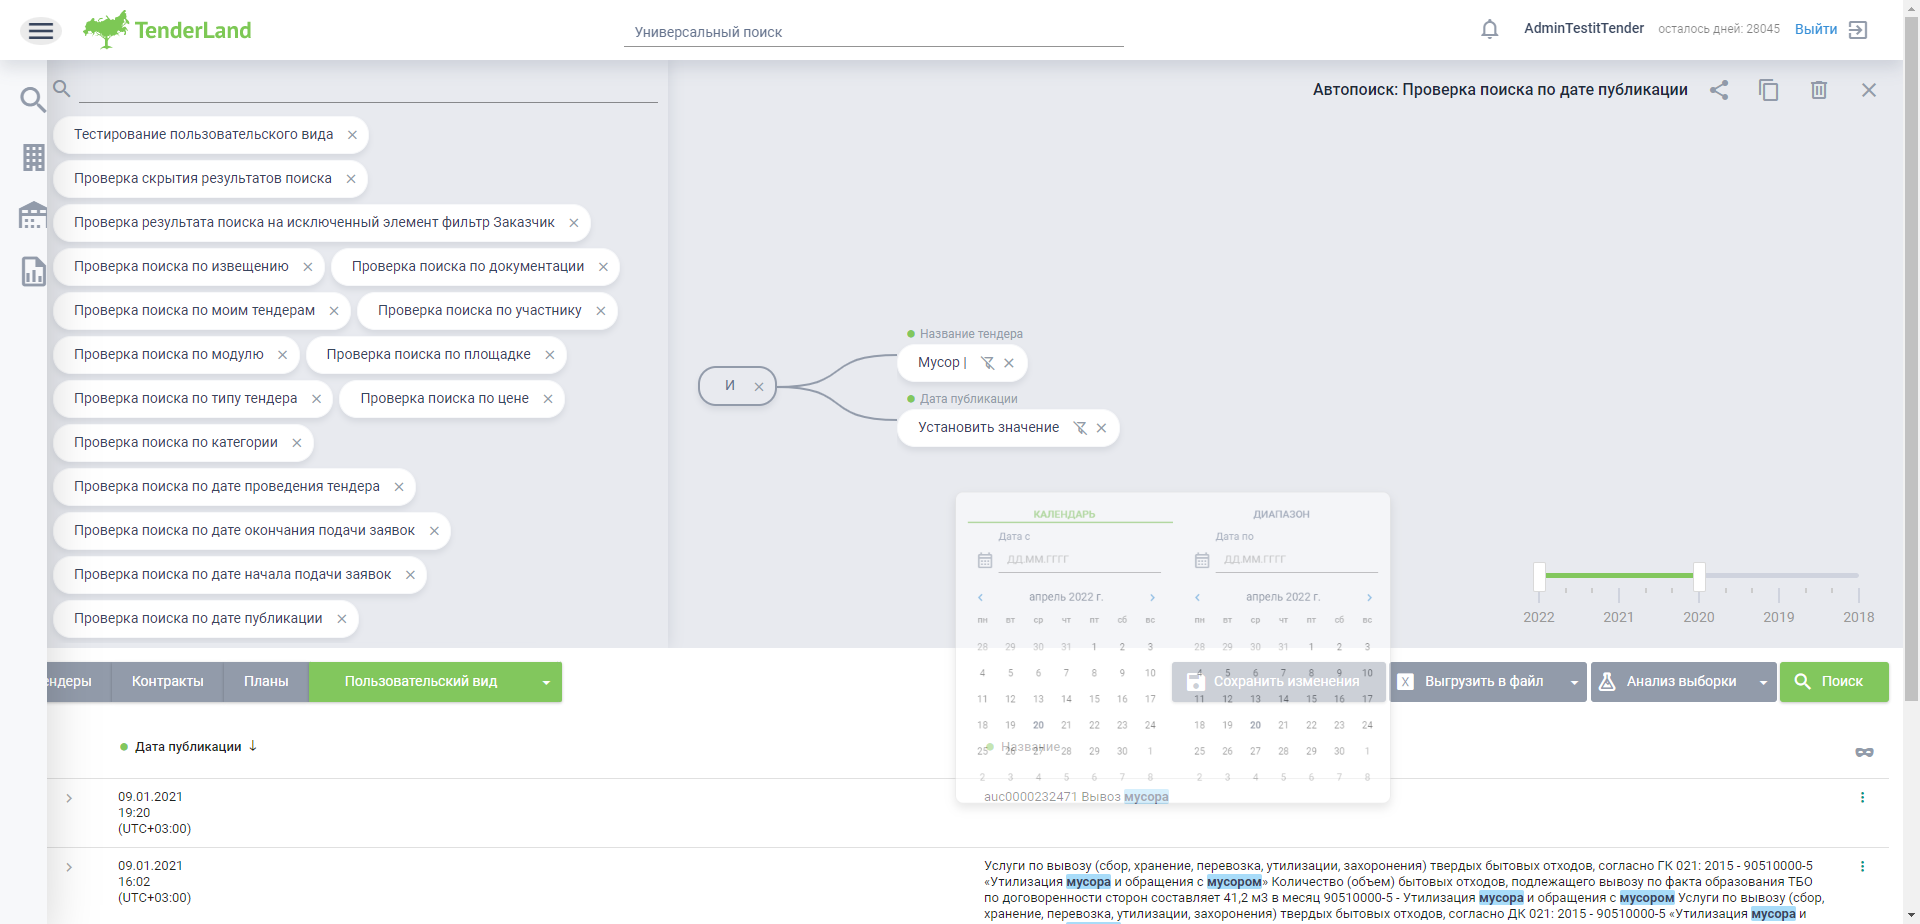 TenderLand
Универсальный поиск
AdminTestitTender
осталось дней: 28045
Выйти
Автопоиск: Проверка поиска по дате публикации
Тестирование пользовательского вида
Проверка скрытия результатов поиска
Проверка результата поиска на исключенный элемент фильтр Заказчик
Проверка поиска по извещению
Проверка поиска по документации
Проверка поиска по моим тендерам
Проверка поиска по участнику
Проверка поиска по модулю
Проверка поиска по площадке
Проверка поиска по типу тендера
Проверка поиска по цене
Проверка поиска по категории
Проверка поиска по дате проведения тендера
Проверка поиска по дате окончания подачи заявок
Проверка поиска по дате начала подачи заявок
Проверка поиска по дате публикации
И
Название тендера
Мусор |
Дата публикации
Установить значение
КАЛЕНДАРЬ ДИАПАЗОН
Дата с Дата по
ДД.ММ.ГГГГ ДД.ММ.ГГГГ
апрель 2022 г. апрель 2022 г.
пн вт ср чт пт сб вс пн вт ср чт пт сб вс
28 29 30 31 1 2 3 28 29 30 31 1 2 3
4 5 6 7 8 9 10 4 5 6 7 8 9 10
11 12 13 14 15 16 17 11 12 13 14 15 16 17
18 19 20 21 22 23 24 18 19 20 21 22 23 24
25 26 27 28 29 30 1 25 26 27 28 29 30 1
2 3 4 5 6 7 8 2 3 4 5 6 7 8
2022 2021 2020 2019 2018
ендеры
Контракты
Планы
Пользовательский вид
Сохранить изменения
X Выгрузить в файл
Анализ выборки
Поиск
Дата публикации
Название
09.01.2021
19:20
(UTC+03:00)
auc0000232471 Вывоз мусора
09.01.2021
16:02
(UTC+03:00)
Услуги по вывозу (сбор, хранение, перевозка, утилизации, захоронения) твердых бытовых отходов, согласно ГК 021: 2015 - 90510000-5
«Утилизация мусора и обращения с мусором» Количество (объем) бытовых отходов, подлежащего вывозу по факта образования ТБО
по договоренности сторон составляет 41,2 м3 в месяц 90510000-5 - Утилизация мусора и обращения с мусором Услуги по вывозу (сбор,
хранение, перевозка, утилизации, захоронения) твердых бытовых отходов, согласно ДК 021: 2015 - 90510000-5 «Утилизация мусора и